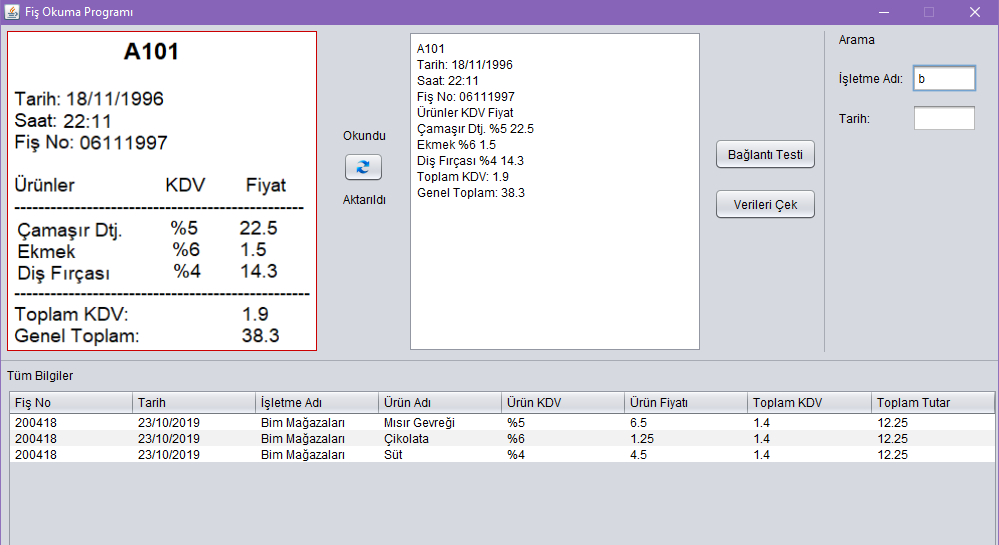 Fiş Okuma Programı
A101
Tarih: 18/11/1996
Saat: 22:11
Fiş No: 06111997
Ürünler KDV Fiyat
--------------------------------------------------
Çamaşır Dtj. %5 22.5
Ekmek %6 1.5
Diş Fırçası %4 14.3
--------------------------------------------------
Toplam KDV: 1.9
Genel Toplam: 38.3
Okundu
Aktarıldı
A101
Tarih: 18/11/1996
Saat: 22:11
Fiş No: 06111997
Ürünler KDV Fiyat
Çamaşır Dtj. %5 22.5
Ekmek %6 1.5
Diş Fırçası %4 14.3
Toplam KDV: 1.9
Genel Toplam: 38.3
Bağlantı Testi
Verileri Çek
Arama
İşletme Adı: b
Tarih:
Tüm Bilgiler
Fiş No Tarih İşletme Adı Ürün Adı Ürün KDV Ürün Fiyatı Toplam KDV Toplam Tutar
200418 23/10/2019 Bim Mağazaları Mısır Gevreği %5 6.5 1.4 12.25
200418 23/10/2019 Bim Mağazaları Çikolata %6 1.25 1.4 12.25
200418 23/10/2019 Bim Mağazaları Süt %4 4.5 1.4 12.25